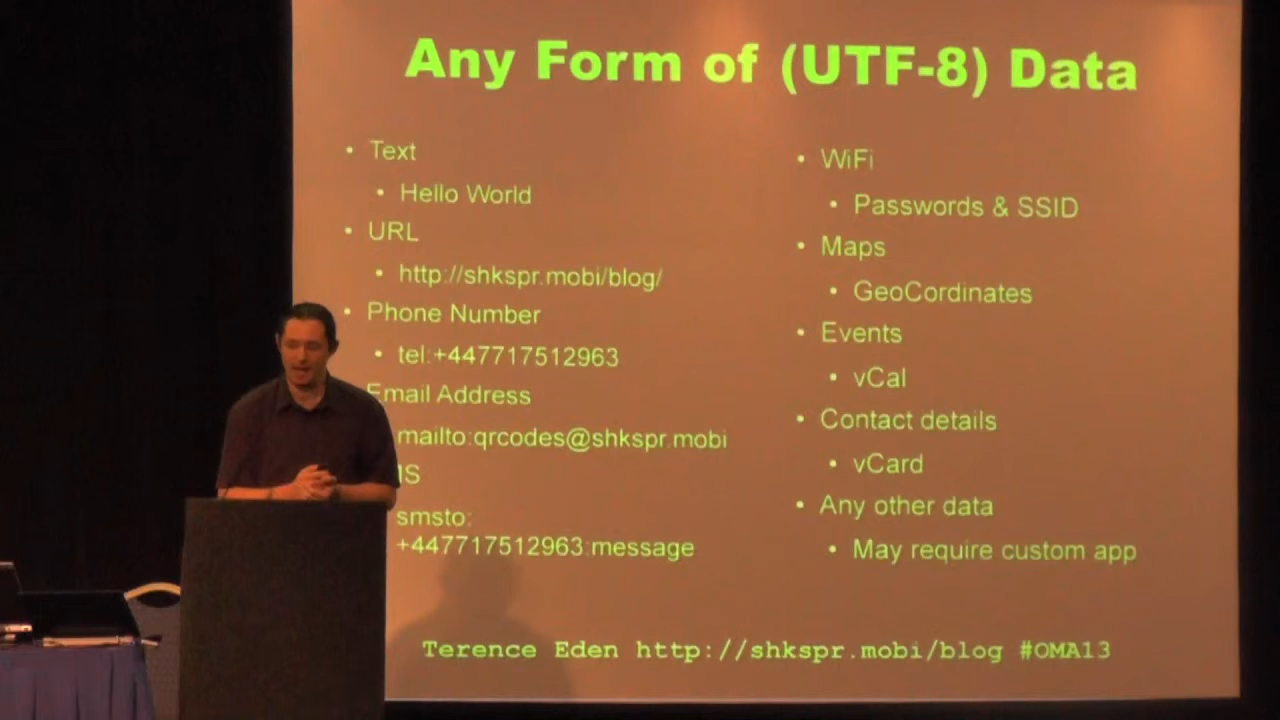 Any Form of (UTF-8) Data
• Text
• Hello World
• URL
• http://shkspr.mobi/blog/
• Phone Number
• tel:+447717512963
Email Address
mailto:qrcodes@shkspr.mobi
MS
smsto:
+447717512963:message
• WiFi
• Passwords & SSID
• Maps
• GeoCordinates
• Events
• vCal
• Contact details
• vCard
• Any other data
• May require custom app
Terence Eden http://shkspr.mobi/blog #OMA13